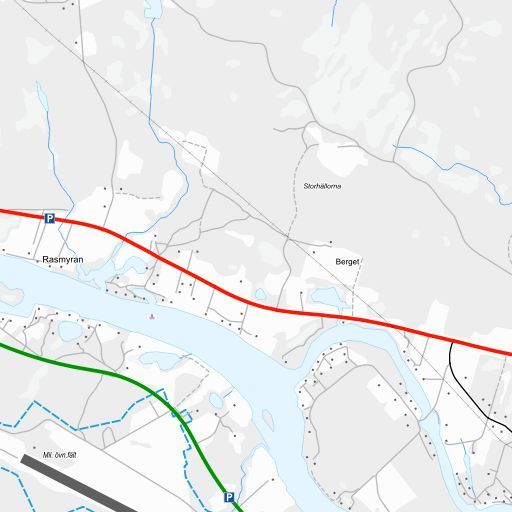 Storhällorna
P
Rasmyran
Berget
Mil. övn.fält
P